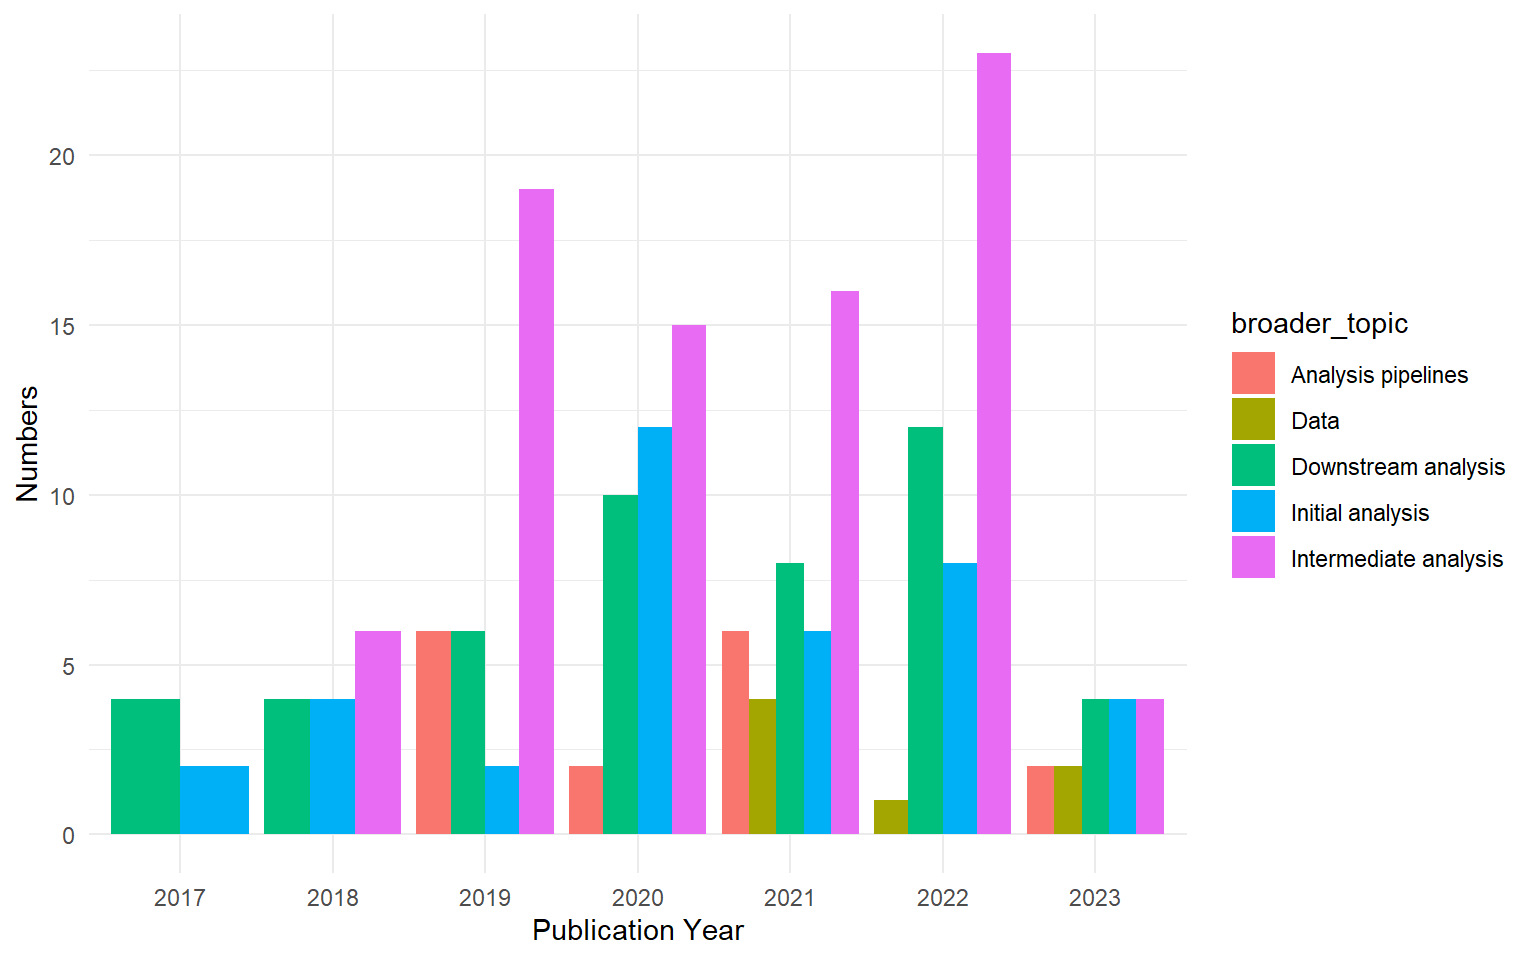 Numbers
20
15
10
5
0
2017 2018 2019 2020 2021 2022 2023
Publication Year
broader_topic
Analysis pipelines
Data
Downstream analysis
Initial analysis
Intermediate analysis